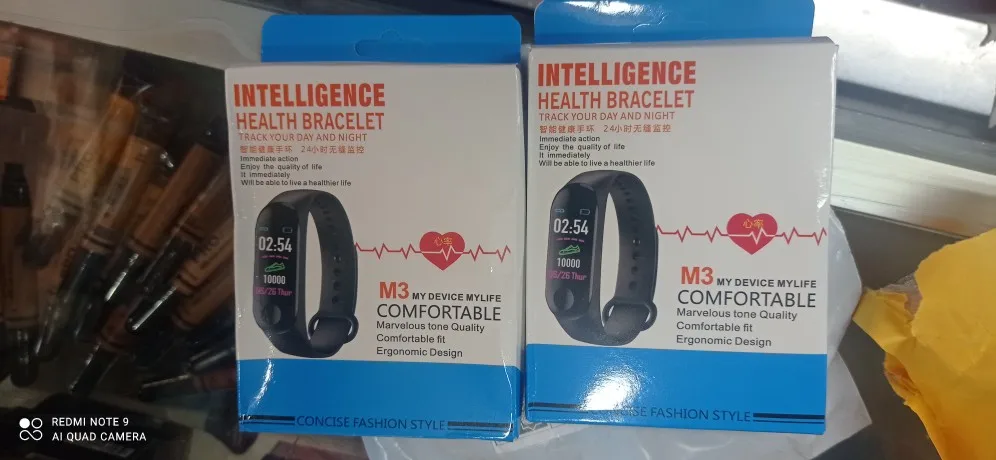 INTELLIGENCE
HEALTH BRACELET
TRACK YOUR DAY AND NIGHT
智能健康手环 24小时无缝监控
Immediate action
Enjoy the quality of life
It immediately
Will be able to live a healthier life
02:54
10000
06/26 Thur
心率
M3 MY DEVICE MYLIFE
COMFORTABLE
Marvelous tone Quality
Comfortable fit
Ergonomic Design
CONCISE FASHION STYLE
INTELLIGENCE
HEALTH BRACELET
TRACK YOUR DAY AND NIGHT
智能健康手环 24小时无缝监控
Immediate action
Enjoy the quality of life
It immediately
Will be able to live a healthier life
02:54
10000
06/26 Thur
心率
M3 MY DEVICE MYLIFE
COMFORTABLE
Marvelous tone Quality
Comfortable fit
Ergonomic Design
CONCISE FASHION STYLE
REDMI NOTE 9
AI QUAD CAMERA